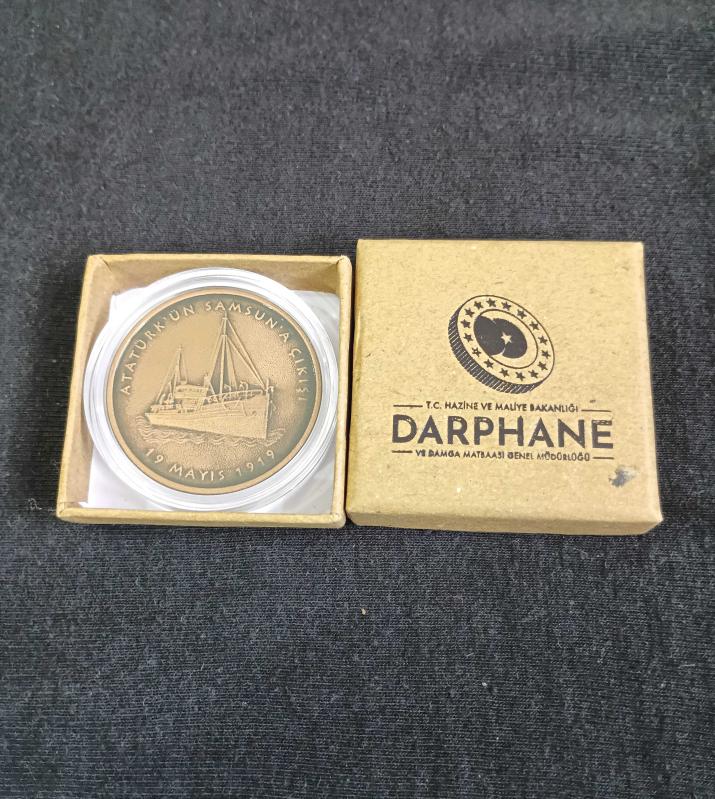 ATATÜRK'ÜN SAMSUN'A ÇIKIŞI
19 MAYIS 1919
T.C. HAZİNE VE MALİYE BAKANLIĞI
DARPHANE
VE DAMGA MATBAASI GENEL MÜDÜRLÜĞÜ